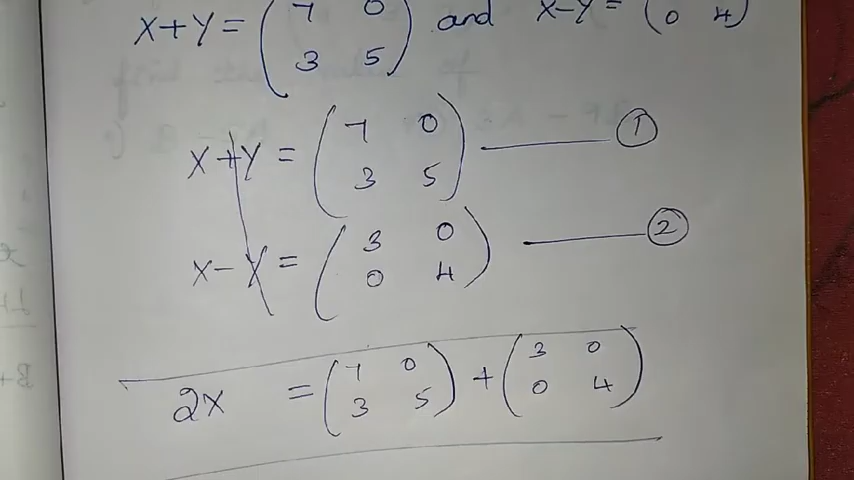 X+Y = ( 7 0 ) and X-Y = (
3 5 0 4 )
X+Y = ( 7 0 ) ——— ①
3 5
X-Y = ( 3 0 ) ——— ②
0 4
2X = ( 7 0 ) + ( 3 0 )
3 5 0 4